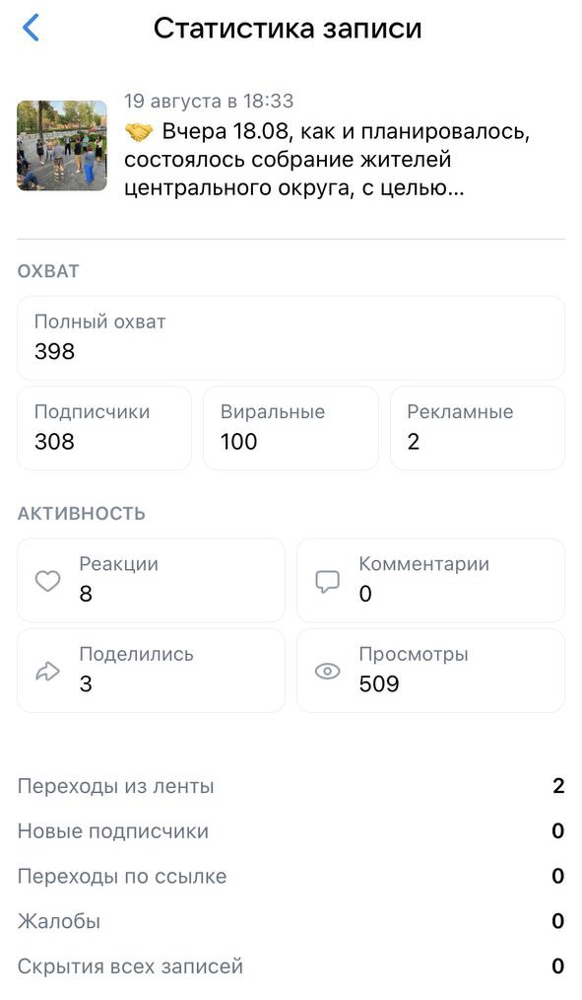 Статистика записи
19 августа в 18:33
🤝 Вчера 18.08, как и планировалось,
состоялось собрание жителей
центрального округа, с целью...
ОХВАТ
Полный охват
398
Подписчики
308
Виральные
100
Рекламные
2
АКТИВНОСТЬ
Реакции
8
Комментарии
0
Поделились
3
Просмотры
509
Переходы из ленты 2
Новые подписчики 0
Переходы по ссылке 0
Жалобы 0
Скрытия всех записей 0